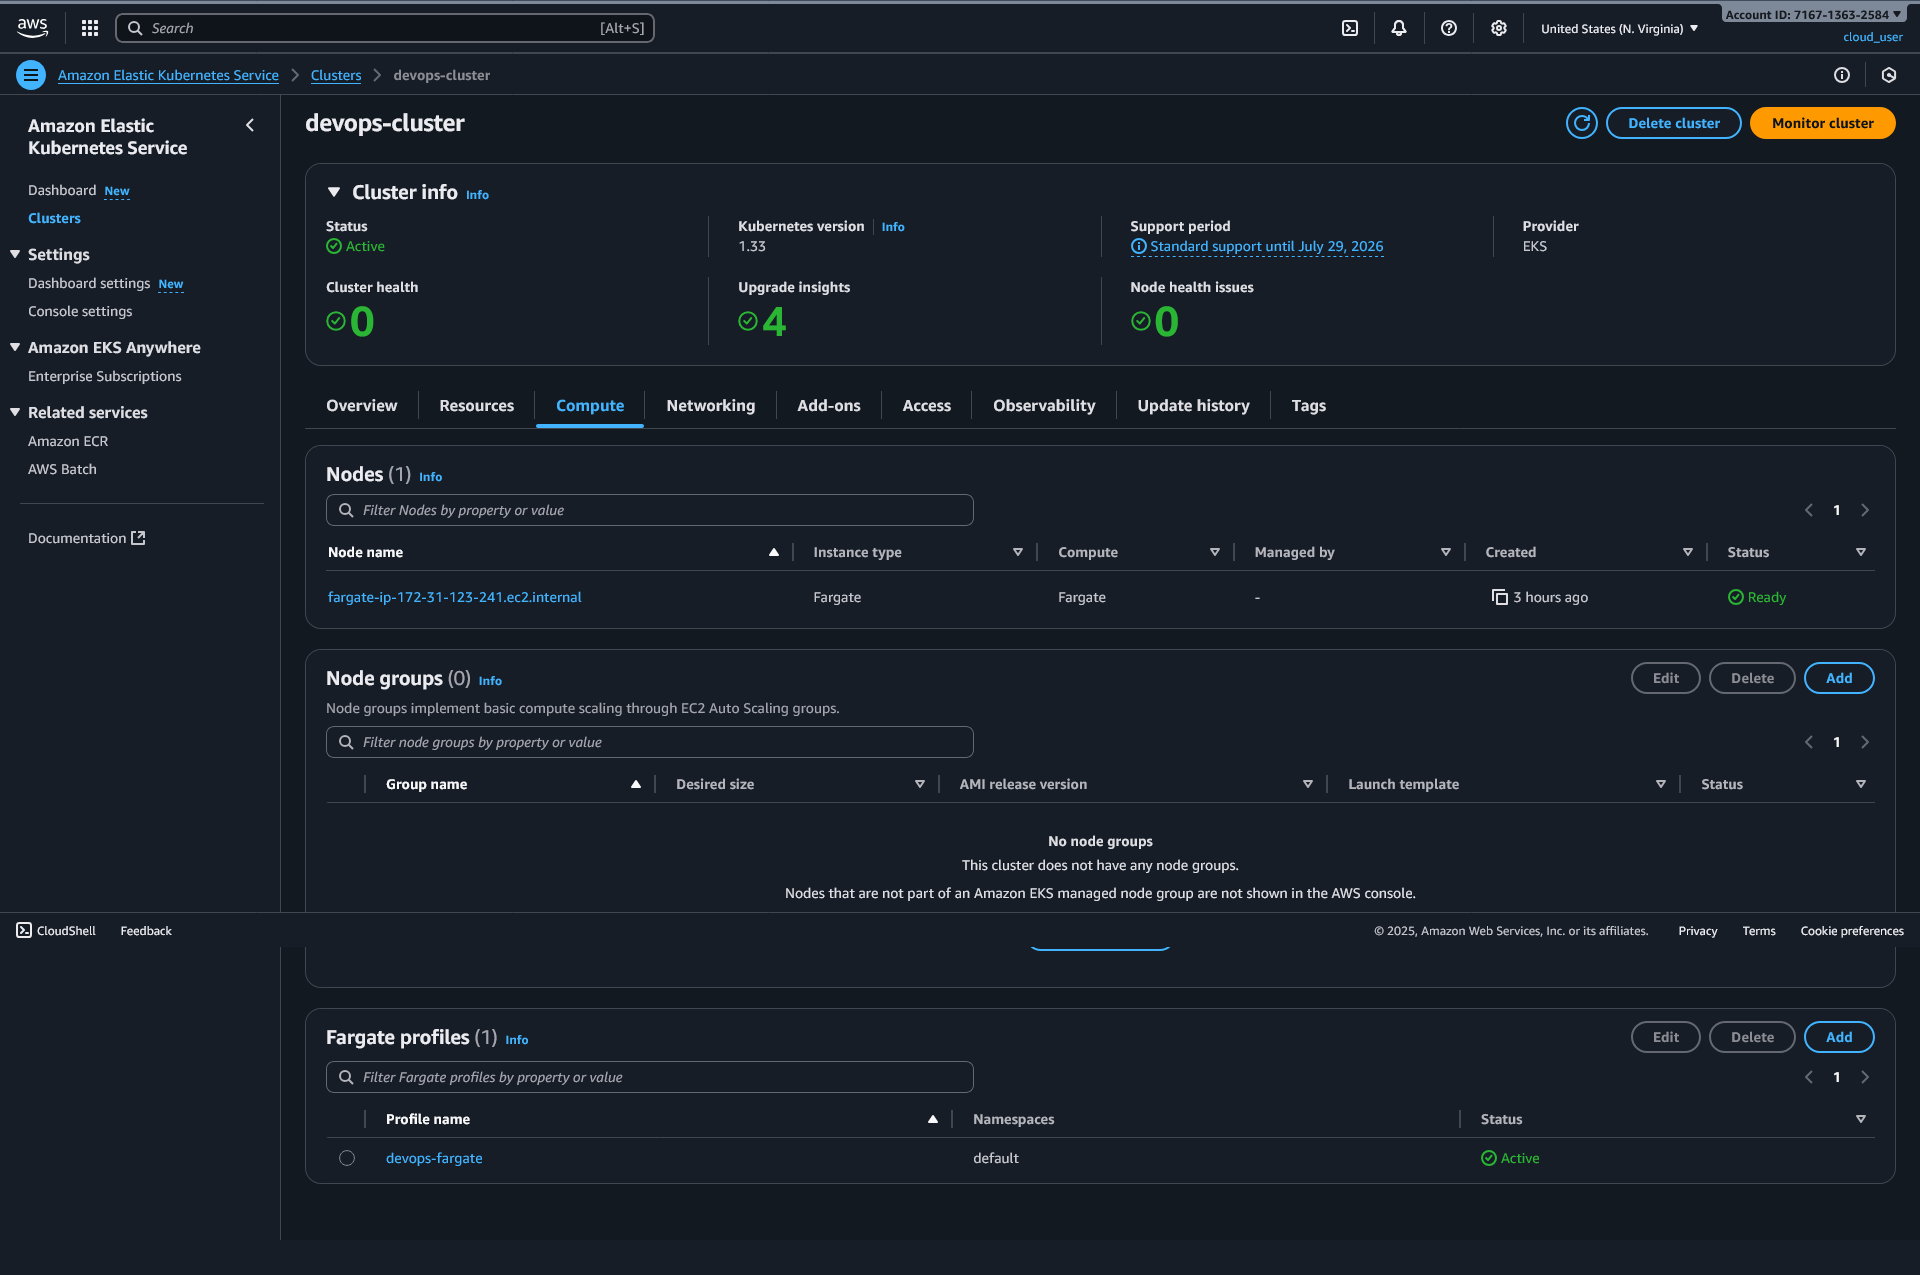 aws
Search [Alt+S]
United States (N. Virginia)
Account ID: 7167-1363-2584
cloud_user
Amazon Elastic Kubernetes Service
Clusters
devops-cluster
Amazon Elastic
Kubernetes Service
Dashboard New
Clusters
Settings
Dashboard settings New
Console settings
Amazon EKS Anywhere
Enterprise Subscriptions
Related services
Amazon ECR
AWS Batch
Documentation
devops-cluster
Delete cluster
Monitor cluster
Cluster info Info
Status
Active
Kubernetes version Info
1.33
Support period
Standard support until July 29, 2026
Provider
EKS
Cluster health
0
Upgrade insights
4
Node health issues
0
Overview Resources Compute Networking Add-ons Access Observability Update history Tags
Nodes (1) Info
Filter Nodes by property or value
1
Node name Instance type Compute Managed by Created Status
fargate-ip-172-31-123-241.ec2.internal Fargate Fargate - 3 hours ago Ready
Node groups (0) Info
Edit Delete Add
Node groups implement basic compute scaling through EC2 Auto Scaling groups.
Filter node groups by property or value
1
Group name Desired size AMI release version Launch template Status
No node groups
This cluster does not have any node groups.
Nodes that are not part of an Amazon EKS managed node group are not shown in the AWS console.
CloudShell Feedback © 2025, Amazon Web Services, Inc. or its affiliates. Privacy Terms Cookie preferences
Fargate profiles (1) Info
Edit Delete Add
Filter Fargate profiles by property or value
1
Profile name Namespaces Status
devops-fargate default Active